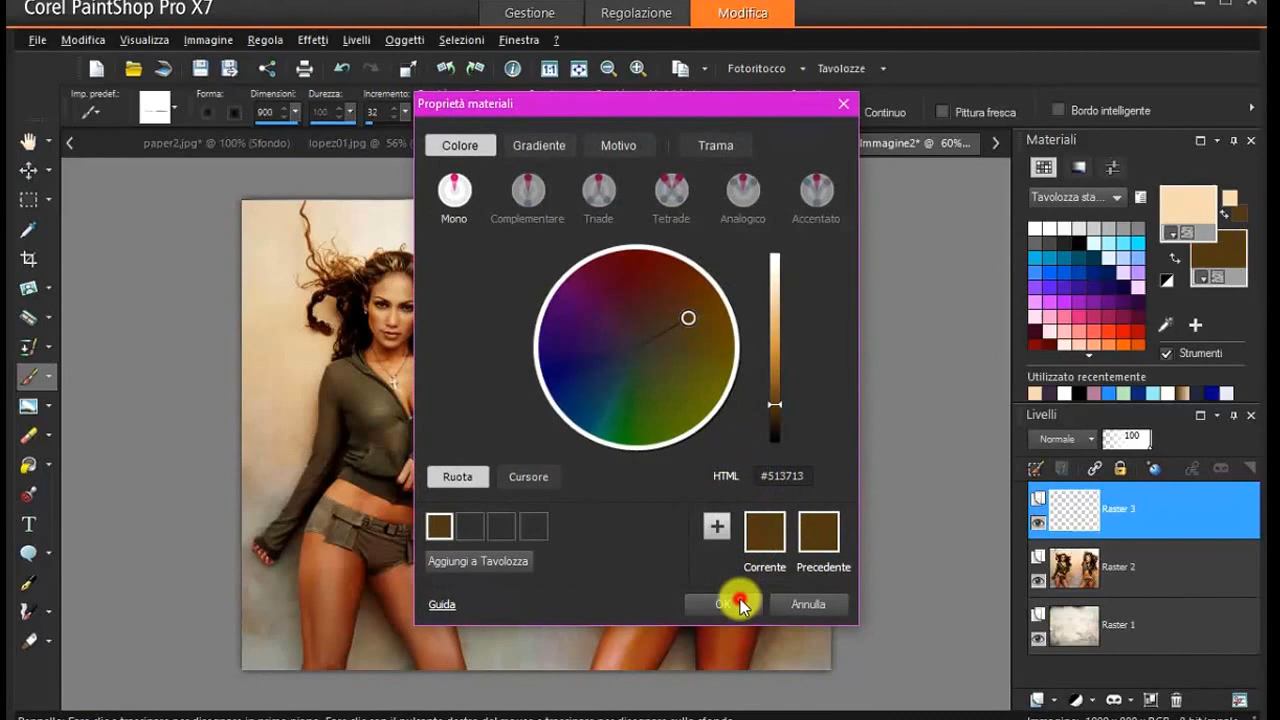 Corel PaintShop Pro X7
Gestione
Regolazione
Modifica
File Modifica Visualizza Immagine Regola Effetti Livelli Oggetti Selezioni Finestra ?
Fotoritocco Tavolozze
Imp. predef.: Forma: Dimensioni: Durezza: Incremento:
900 100 32
Continuo Pittura fresca Bordo intelligente
paper2.jpg* @ 100% (Sfondo) lopez01.jpg @ 56%
Immagine2* @ 60%...
Proprietà materiali
Colore Gradiente Motivo Trama
Mono Complementare Triade Tetrade Analogico Accentato
Ruota Cursore HTML #513713
Corrente Precedente
Aggiungi a Tavolozza
Guida OK Annulla
Materiali
Tavolozza sta...
Strumenti
Utilizzato recentemente
Livelli
Normale 100
Raster 3
Raster 2
Raster 1